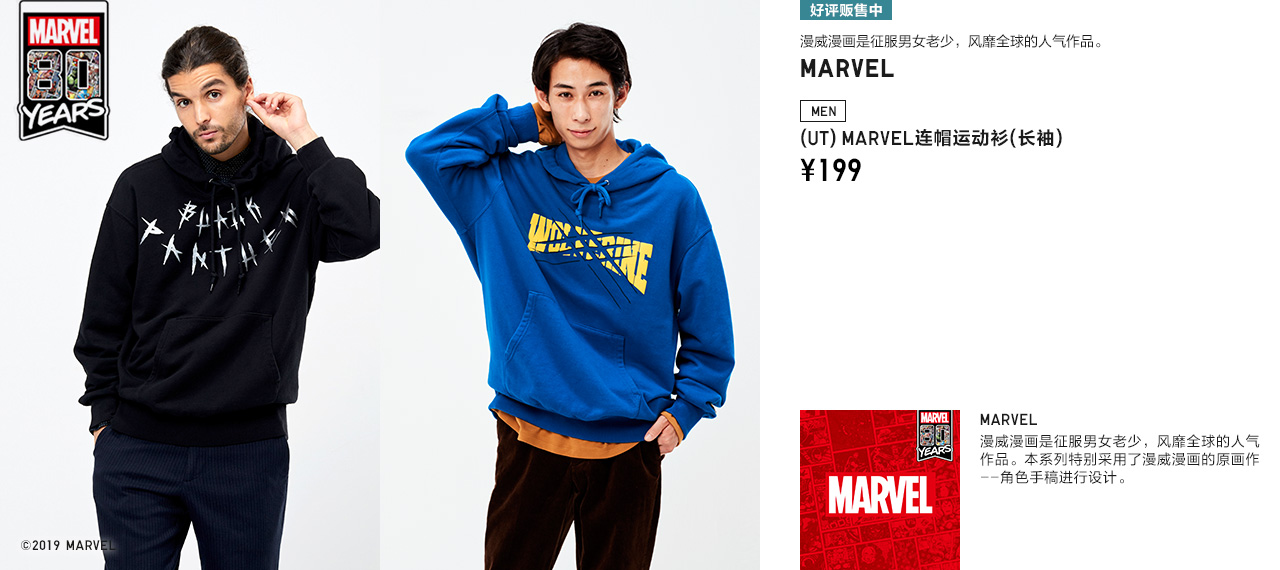 MARVEL
80
YEARS
BLACK
PANTHER
WOLVERINE
©2019 MARVEL
好评贩售中
漫威漫画是征服男女老少，风靡全球的人气作品。
MARVEL
MEN
(UT) MARVEL连帽运动衫(长袖)
¥199
MARVEL
80
YEARS
MARVEL
MARVEL
漫威漫画是征服男女老少，风靡全球的人气
作品。本系列特别采用了漫威漫画的原画作
--角色手稿进行设计。